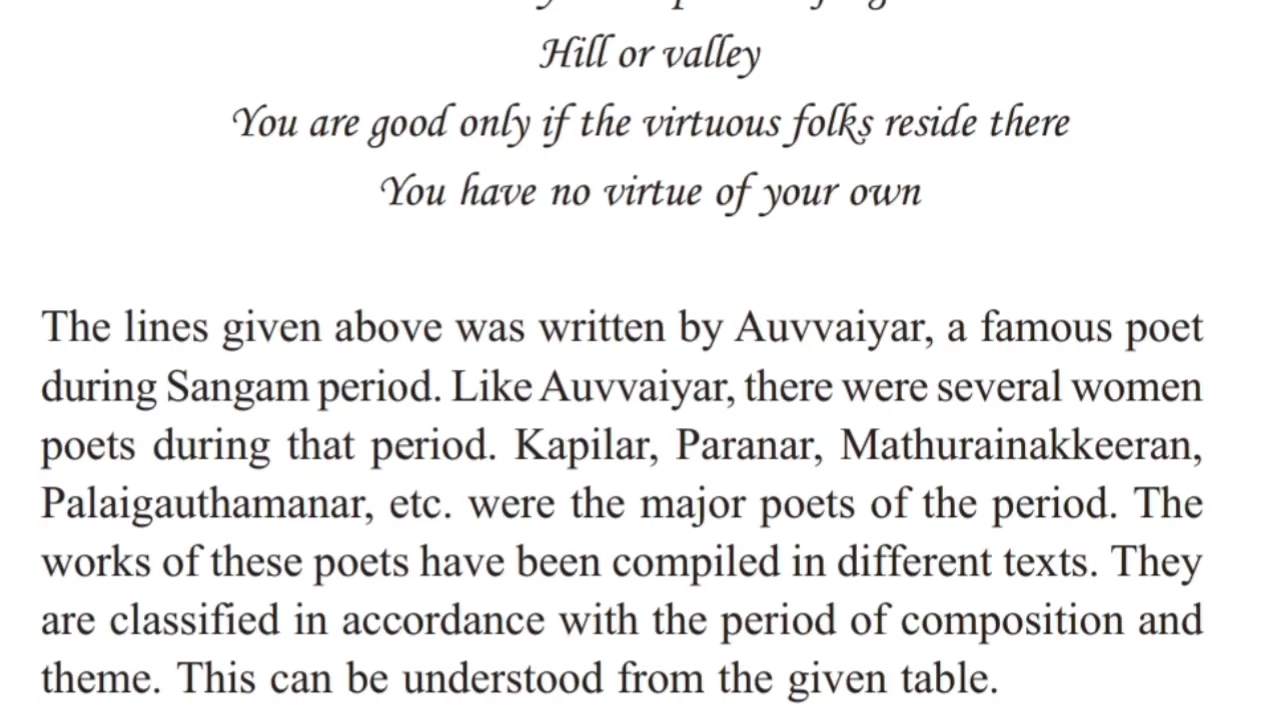 Hill or valley
You are good only if the virtuous folks reside there
You have no virtue of your own
The lines given above was written by Auvvaiyar, a famous poet
during Sangam period. Like Auvvaiyar, there were several women
poets during that period. Kapilar, Paranar, Mathurainakkeeran,
Palaigauthamanar, etc. were the major poets of the period. The
works of these poets have been compiled in different texts. They
are classified in accordance with the period of composition and
theme. This can be understood from the given table.